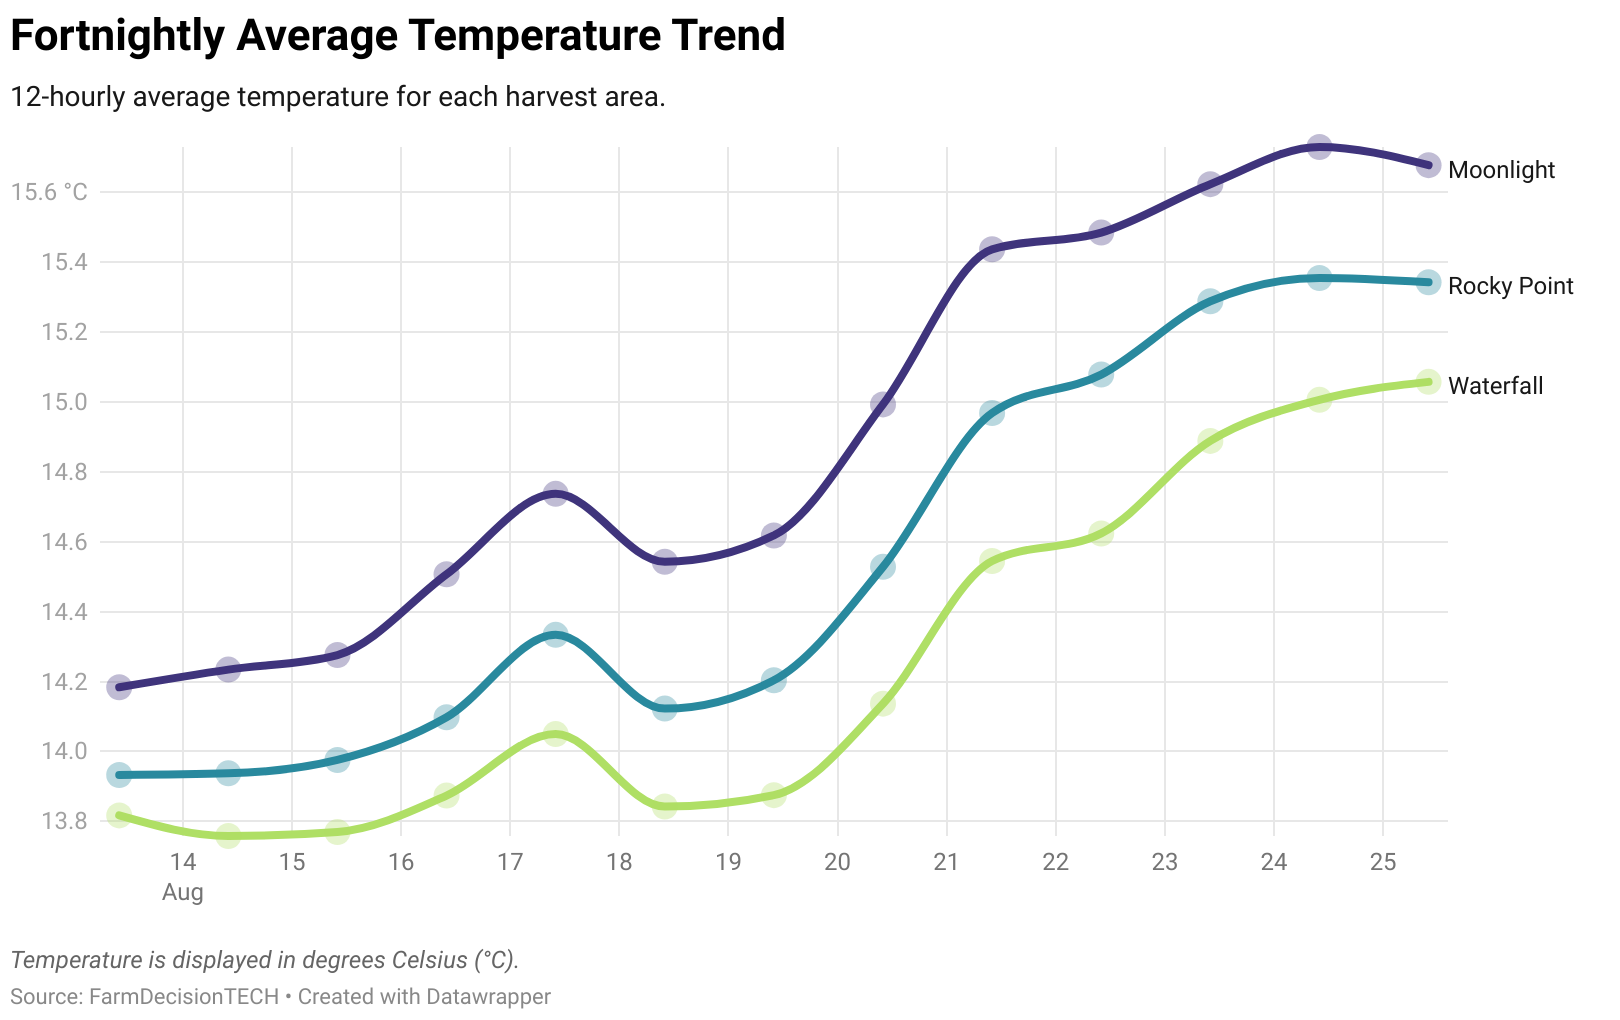 Fortnightly Average Temperature Trend
12-hourly average temperature for each harvest area.
Moonlight
15.6 °C
15.4
Rocky Point
15.2
15.0
Waterfall
14.8
14.6
14.4
14.2
14.0
13.8
14 15 16 17 18 19 20 21 22 23 24 25
Aug
Temperature is displayed in degrees Celsius (°C).
Source: FarmDecisionTECH • Created with Datawrapper